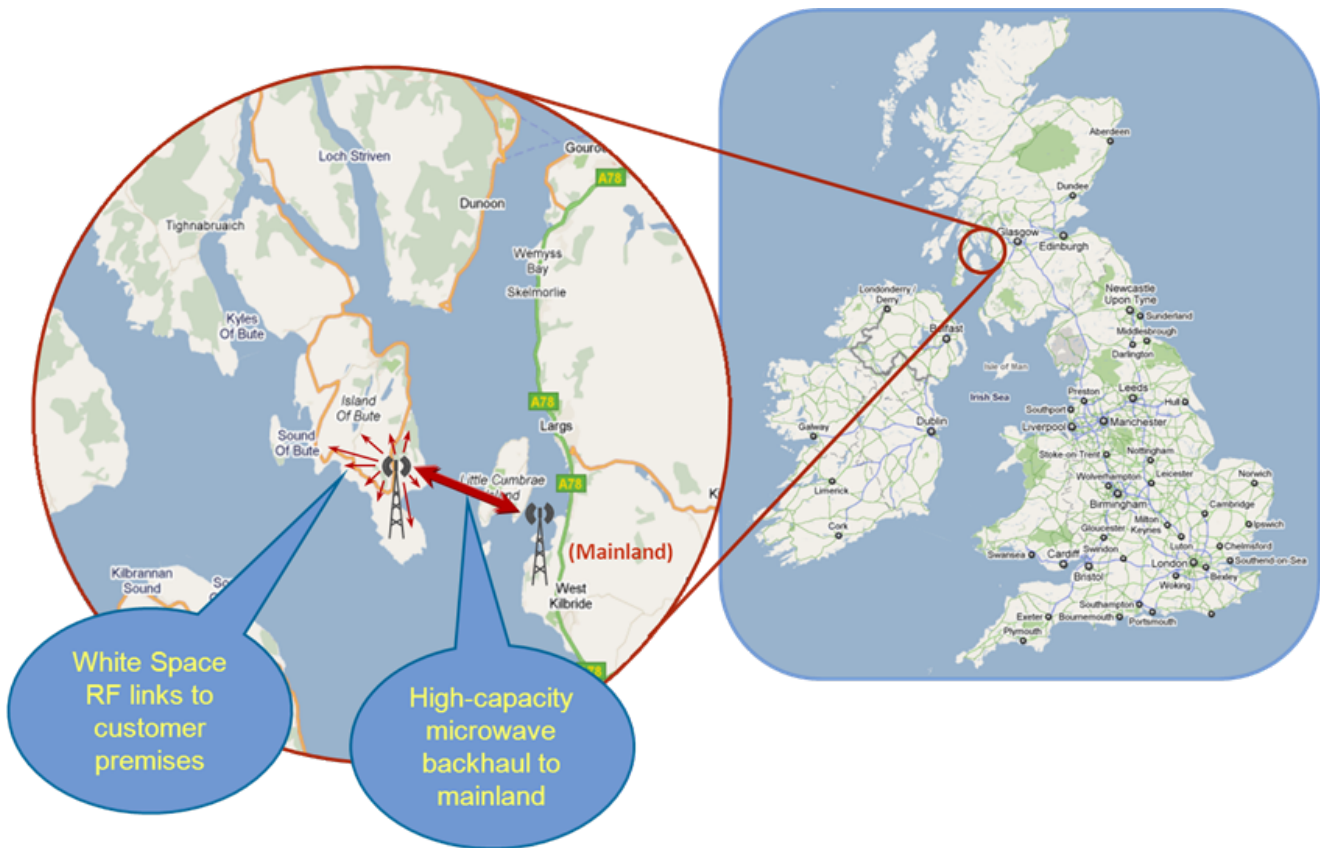 Loch Striven
Gouro
A78
Dunoon
Tighnabruaich
Wemyss
Bay
Skelmorlie
Kyles
Of Bute
Island
Of Bute
A78
Largs
Sound
Of Bute
Little Cumbrae
A78
(Mainland)
Kilbrannan
Sound
West
Kilbride
White Space
RF links to
customer
premises
High-capacity
microwave
backhaul to
mainland
Aberdeen
Dundee
Glasgow
Edinburgh
Londonderry /
Derry
Newcastle
Upon Tyne
Sunderland
Belfast
Middlesbrough
Darlington
Isle of Man
Irish Sea
Preston
Leeds
Hull
Southport
Manchester
Liverpool
Galway
Dublin
Stoke-on-Trent
Nottingham
Norwich
Wolverhampton
Leicester
Limerick
Birmingham
Cambridge
Cork
Gloucester
Milton
Keynes
Ipswich
Luton
Chelmsford
Swansea
Cardiff
Swindon
London
Southend-on-Sea
Bristol
Bexley
Woking
Southampton
Exeter
Bournemouth
Portsmouth
Plymouth